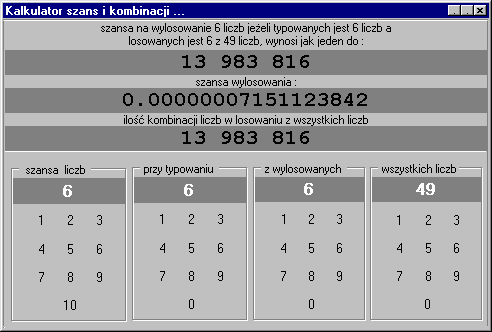 Kalkulator szans i kombinacji ...
szansa na wylosowanie 6 liczb jeżeli typowanych jest 6 liczb a
losowanych jest 6 z 49 liczb, wynosi jak jeden do :
13 983 816
szansa wylosowania :
0.00000007151123842
ilość kombinacji liczb w losowaniu z wszystkich liczb
13 983 816
szansa liczb przy typowaniu z wylosowanych wszystkich liczb
6 6 6 49
1 2 3 1 2 3 1 2 3 1 2 3
4 5 6 4 5 6 4 5 6 4 5 6
7 8 9 7 8 9 7 8 9 7 8 9
10 0 0 0